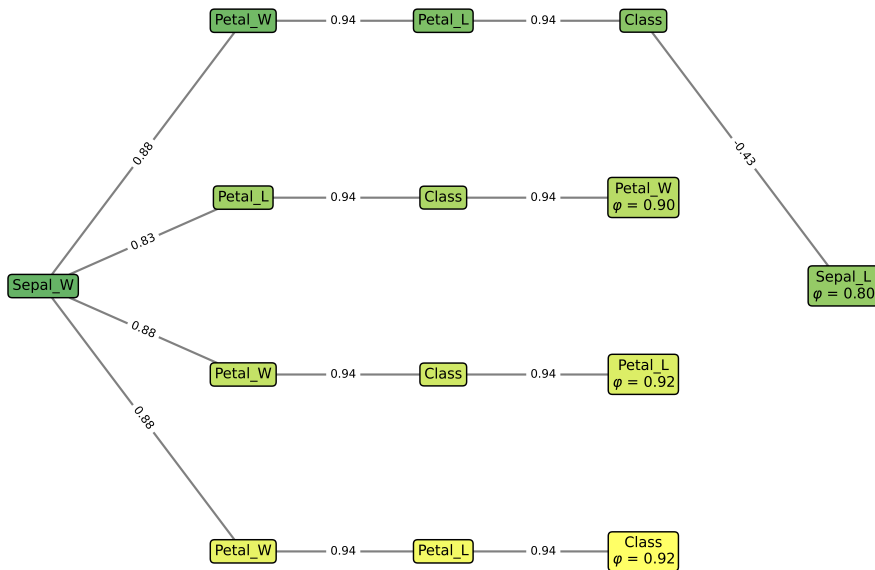 Petal_W
0.94
Petal_L
0.94
Class
0.88
-0.43
Petal_L
0.94
Class
0.94
Petal_W
φ = 0.90
0.83
Sepal_W
Sepal_L
φ = 0.80
0.88
Petal_W
0.94
Class
0.94
Petal_L
φ = 0.92
0.88
Petal_W
0.94
Petal_L
0.94
Class
φ = 0.92